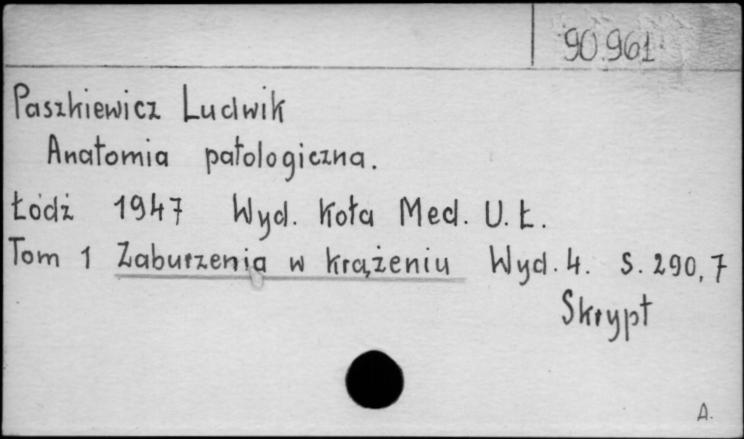 90.961
Paszkiewicz Ludwik
Anatomia patologiczna.
Łódź 1947 Wyd. Koła Med. U.Ł.
Tom 1 Zaburzenia w krążeniu Wyd. 4. S. 290,7
Skrypt
A.